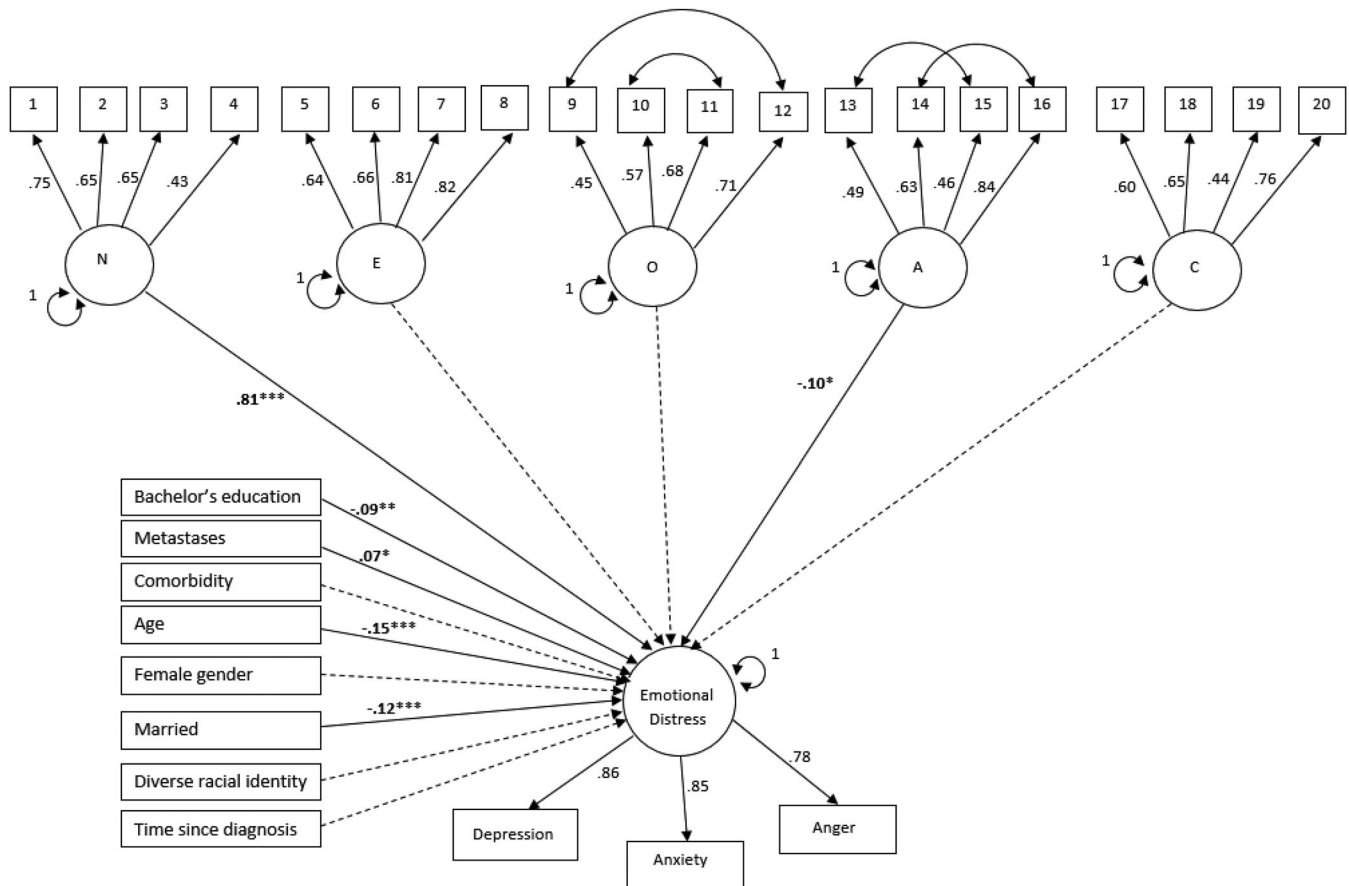 1 2 3 4 5 6 7 8 9 10 11 12 13 14 15 16 17 18 19 20
.75 .65 .65 .43 .64 .66 .81 .82 .45 .57 .68 .71 .49 .63 .46 .84 .60 .65 .44 .76
N E O A C
1 1 1 1 1
.81*** -.10*
Bachelor's education -.09**
Metastases .07*
Comorbidity
Age -.15***
Female gender
Married -.12***
Diverse racial identity
Time since diagnosis
1
Emotional
Distress
.86 .85 .78
Depression
Anxiety
Anger